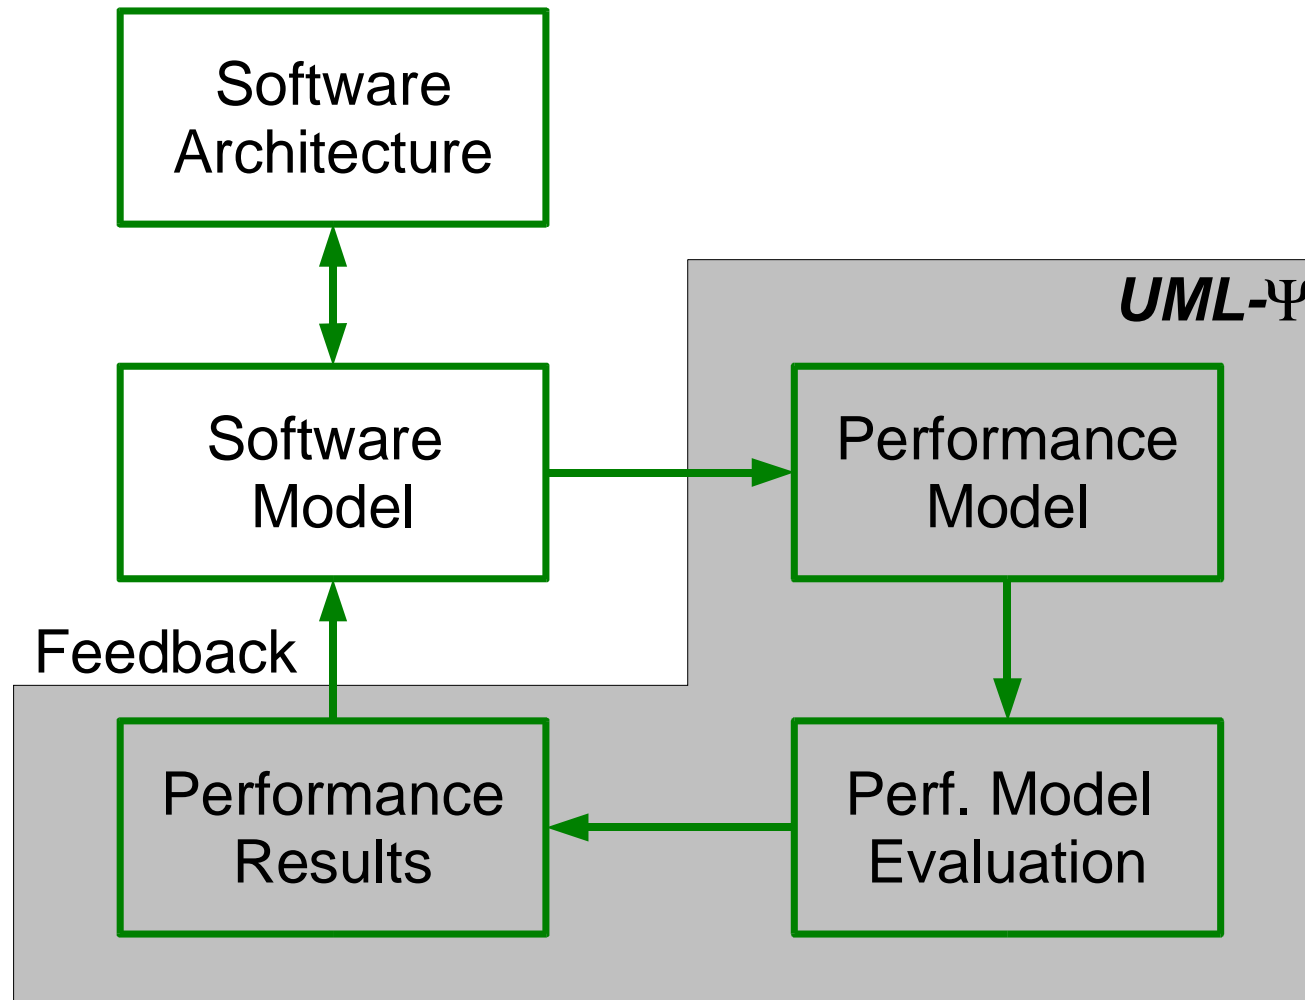 Software
Architecture
UML-Ψ
Software
Model
Performance
Model
Feedback
Performance
Results
Perf. Model
Evaluation